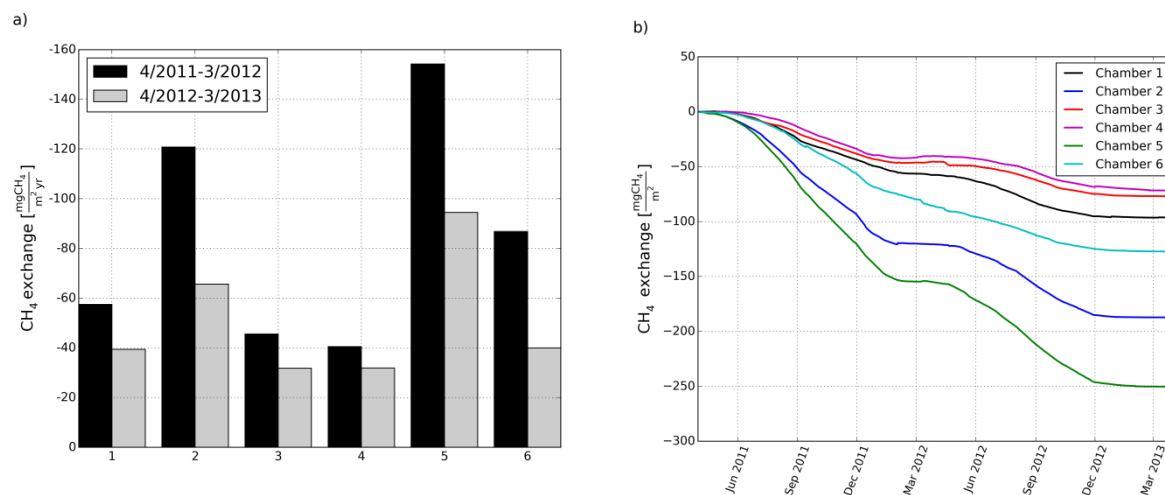 a)
CH₄ exchange [mgCH₄/m² yr]
-160
-140
-120
-100
-80
-60
-40
-20
0
4/2011-3/2012
4/2012-3/2013
1 2 3 4 5 6
b)
CH₄ exchange [mgCH₄/m²]
50
0
−50
−100
−150
−200
−250
−300
Chamber 1
Chamber 2
Chamber 3
Chamber 4
Chamber 5
Chamber 6
Jun 2011
Sep 2011
Dec 2011
Mar 2012
Jun 2012
Sep 2012
Dec 2012
Mar 2013